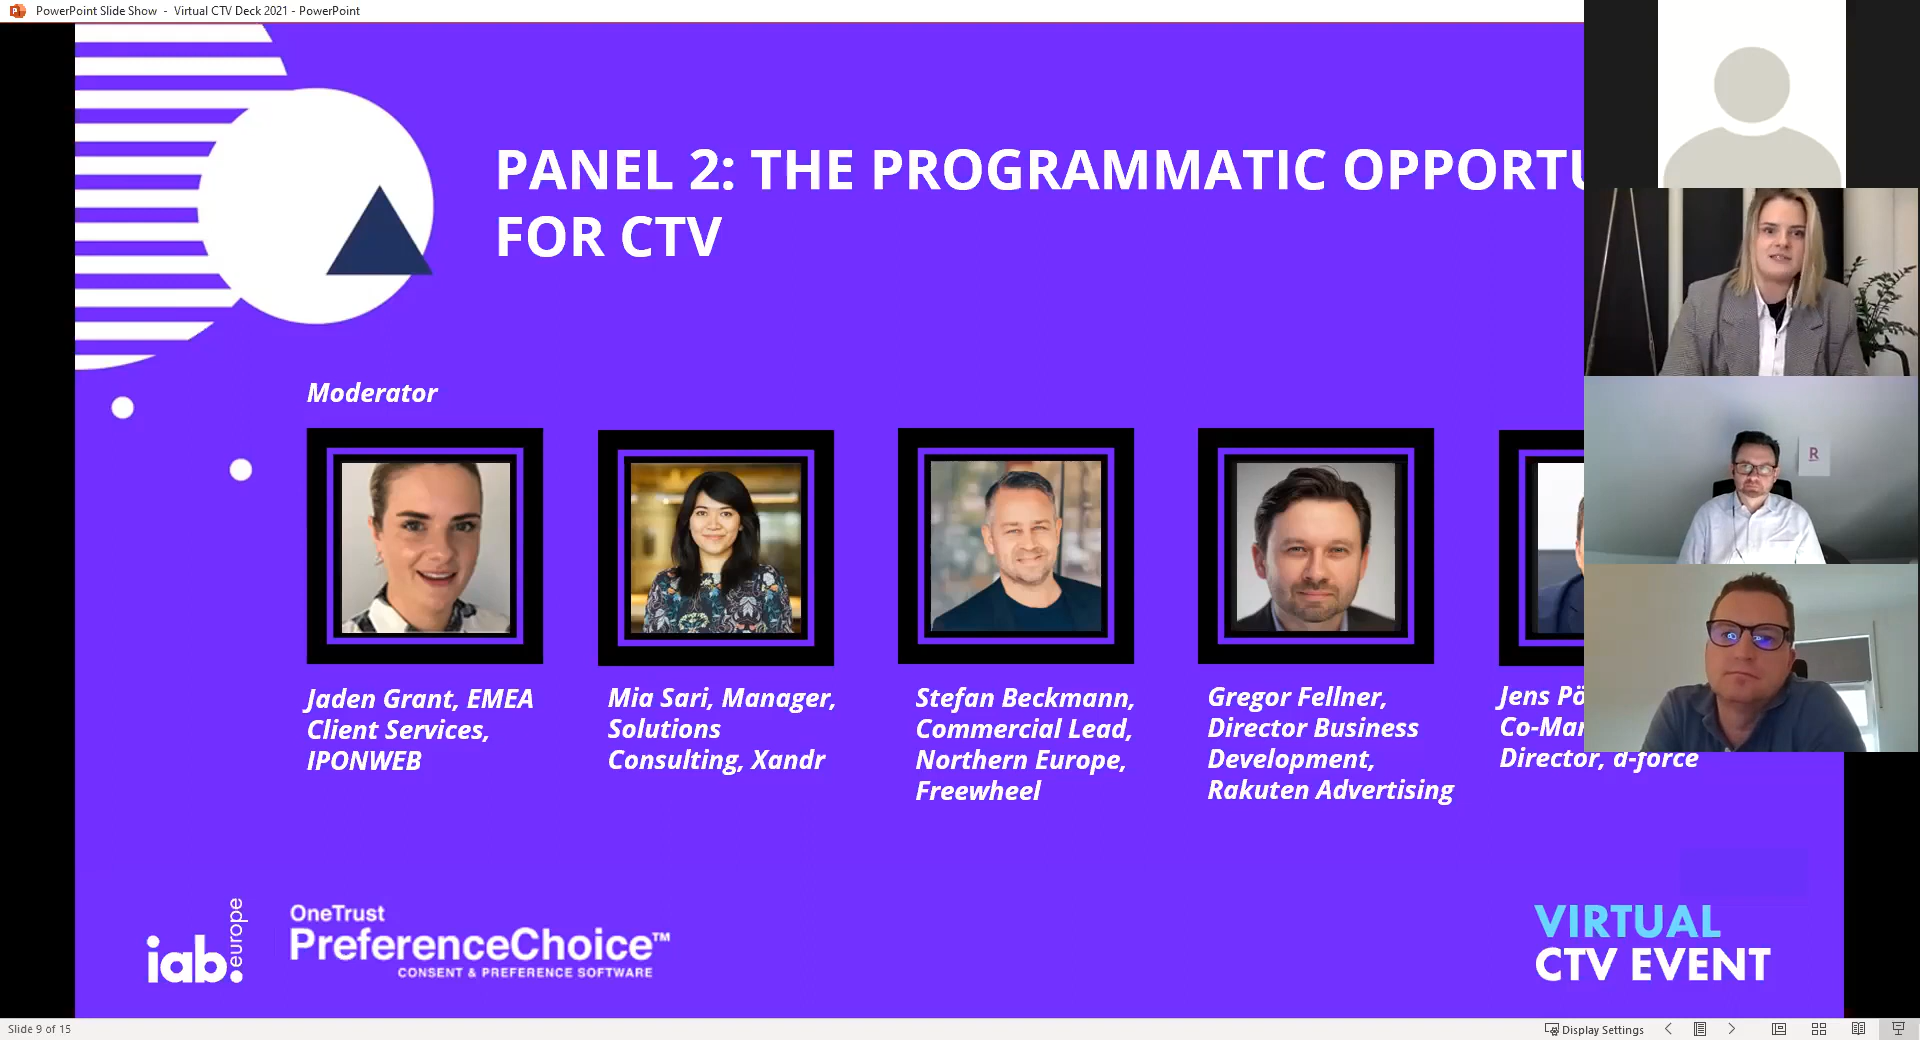 PowerPoint Slide Show - Virtual CTV Deck 2021 - PowerPoint
PANEL 2: THE PROGRAMMATIC
FOR CTV
Moderator
Jaden Grant, EMEA
Client Services,
IPONWEB
Mia Sari, Manager,
Solutions
Consulting, Xandr
Stefan Beckmann,
Commercial Lead,
Northern Europe,
Freewheel
Gregor Fellner,
Director Business
Development,
Rakuten Advertising
Jens
Director, d-force
R
iab:
europe
OneTrust
PreferenceChoice™
CONSENT & PREFERENCE SOFTWARE
VIRTUAL
CTV EVENT
Slide 9 of 15
Display Settings